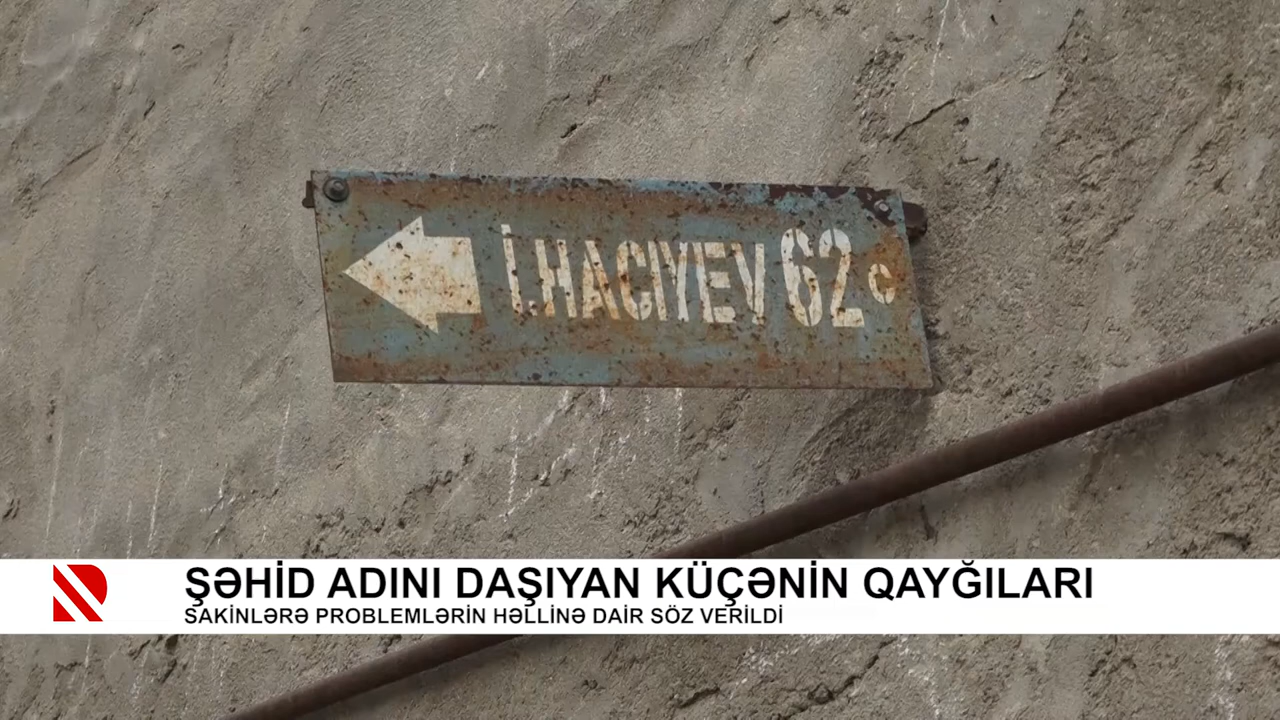 İ.HACIYEV 62 c
ŞƏHİD ADINI DAŞIYAN KÜÇƏNİN QAYĞILARI
SAKİNLƏRƏ PROBLEMLƏRİN HƏLLİNƏ DAİR SÖZ VERİLDİ